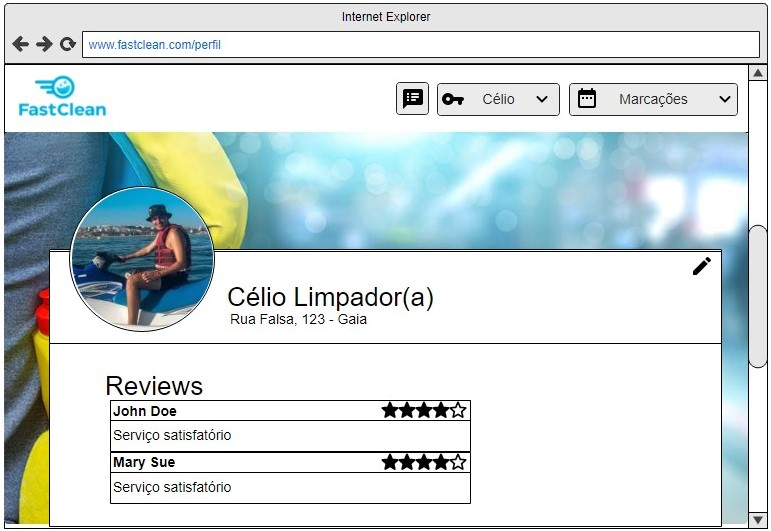 Internet Explorer
www.fastclean.com/perfil
FastClean
Célio
Marcações
Célio Limpador(a)
Rua Falsa, 123 - Gaia
Reviews
John Doe
Serviço satisfatório
Mary Sue
Serviço satisfatório